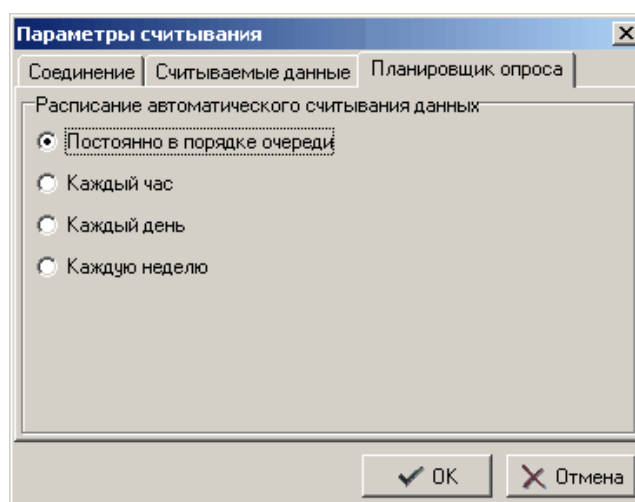 Параметры считывания
Соединение Считываемые данные Планировщик опроса
Расписание автоматического считывания данных
Постоянно в порядке очереди
Каждый час
Каждый день
Каждую неделю
OK Отмена